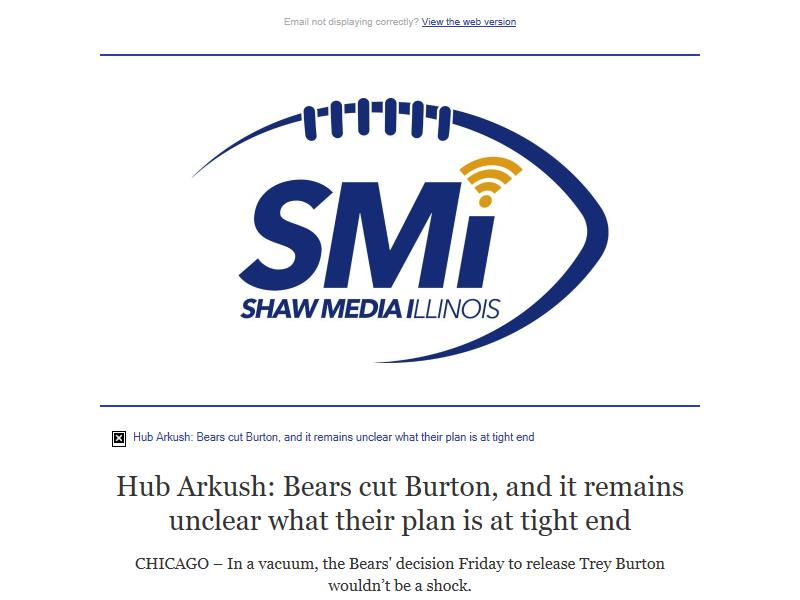 Email not displaying correctly? View the web version
SMi
SHAW MEDIA ILLINOIS
Hub Arkush: Bears cut Burton, and it remains unclear what their plan is at tight end
Hub Arkush: Bears cut Burton, and it remains
unclear what their plan is at tight end
CHICAGO – In a vacuum, the Bears' decision Friday to release Trey Burton
wouldn’t be a shock.